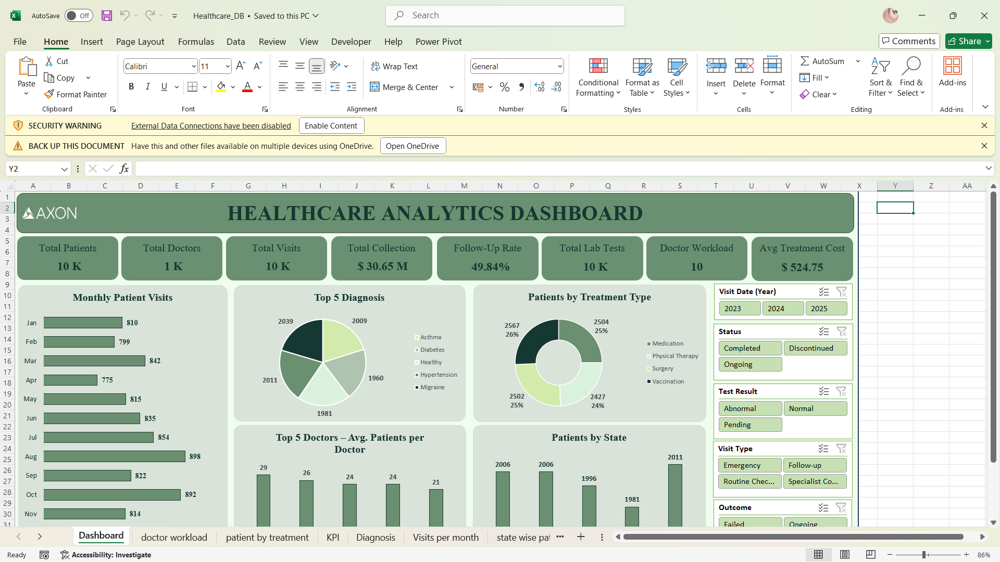 AutoSave Off Healthcare_DB • Saved to this PC Search
File Home Insert Page Layout Formulas Data Review View Developer Help Power Pivot Comments Share
Paste
Cut
Copy
Format Painter
Clipboard
Calibri 11
B I U A
Font
Wrap Text
Merge & Center
Alignment
General
Number
Conditional Formatting
Format as Table
Cell Styles
Styles
Insert Delete Format
Cells
AutoSum
Fill
Clear
Sort & Filter
Find & Select
Editing
Add-ins
Add-ins
SECURITY WARNING External Data Connections have been disabled Enable Content
BACK UP THIS DOCUMENT Have this and other files available on multiple devices using OneDrive. Open OneDrive
Y2 fx
A B C D E F G H I J K L M N O P Q R S T U V W X Y Z AA
1
2
3
4
5
6
7
8
9
10
11
12
13
14
15
16
17
18
19
20
21
22
23
24
25
26
27
28
29
30
31
AXON HEALTHCARE ANALYTICS DASHBOARD
Total Patients
10 K
Total Doctors
1 K
Total Visits
10 K
Total Collection
$ 30.65 M
Follow-Up Rate
49.84%
Total Lab Tests
10 K
Doctor Workload
10
Avg Treatment Cost
$ 524.75
Monthly Patient Visits
Jan 810
Feb 799
Mar 842
Apr 775
May 815
Jun 835
Jul 854
Aug 898
Sep 822
Oct 892
Nov 814
Top 5 Diagnosis
2039 2009
2011 1960
1981
Asthma
Diabetes
Healthy
Hypertension
Migraine
Patients by Treatment Type
2567
26%
2504
25%
2502
25%
2427
24%
Medication
Physical Therapy
Surgery
Vaccination
Top 5 Doctors – Avg. Patients per
Doctor
29 26 24 24 21
Patients by State
2006 2006 1996 1981 2011
Visit Date (Year)
2023 2024 2025
Status
Completed Discontinued
Ongoing
Test Result
Abnormal Normal
Pending
Visit Type
Emergency Follow-up
Routine Chec... Specialist Co...
Outcome
Failed Ongoing
Dashboard doctor workload patient by treatment KPI Diagnosis Visits per month state wise pat ...
Ready Accessibility: Investigate 86%